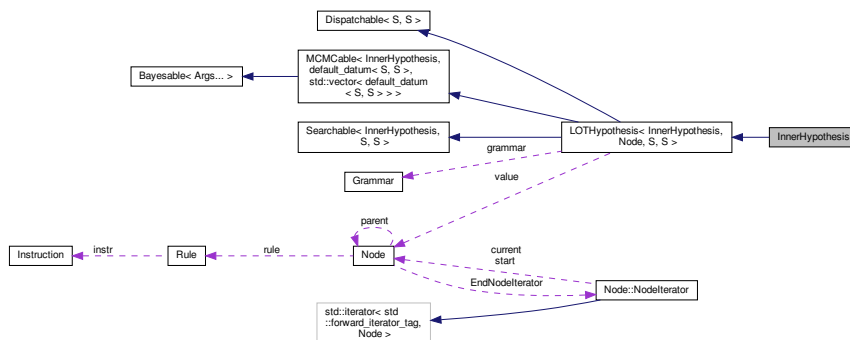 Dispatchable< S, S >
MCMCable< InnerHypothesis,
default_datum< S, S >,
std::vector< default_datum
< S, S > > >
Bayesable< Args... >
Searchable< InnerHypothesis,
S, S >
LOTHypothesis< InnerHypothesis,
Node, S, S >
InnerHypothesis
grammar
Grammar
value
parent
Instruction
instr
Rule
rule
Node
current
start
EndNodeIterator
Node::NodeIterator
std::iterator< std
::forward_iterator_tag,
Node >